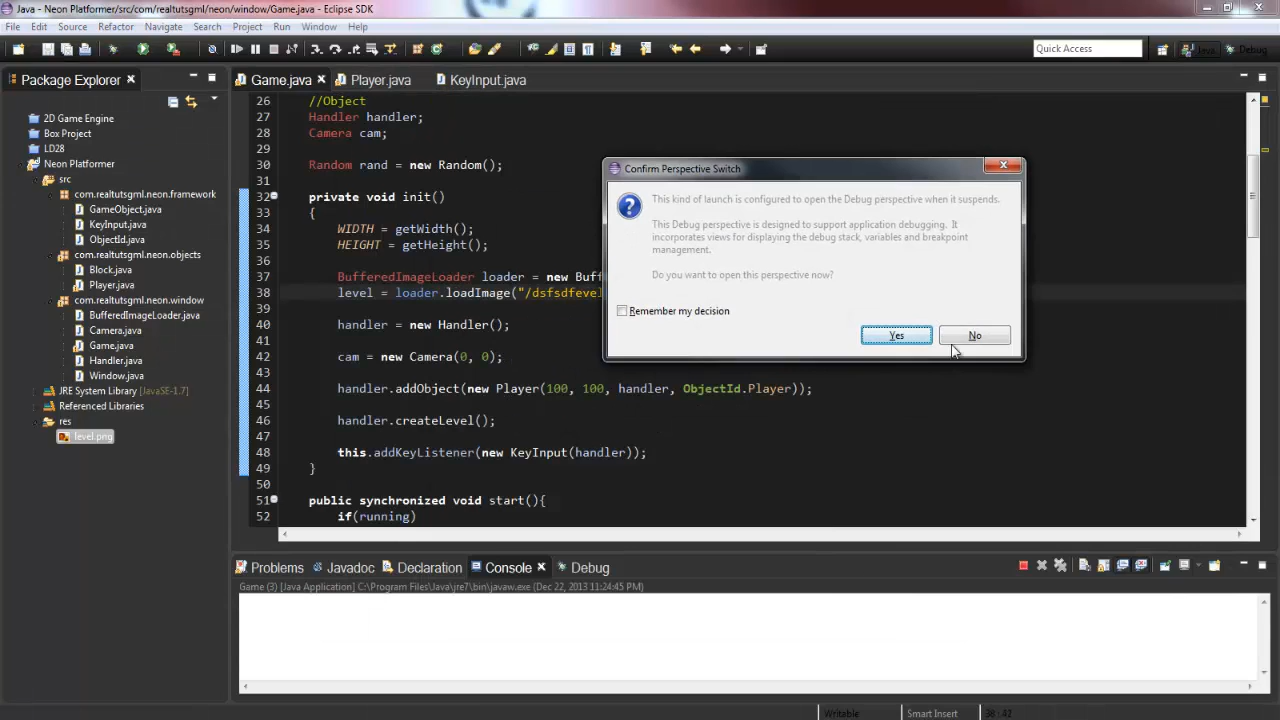 Java - Neon Platformer/src/com/realtutsgml/neon/window/Game.java - Eclipse SDK
File Edit Source Refactor Navigate Search Project Run Window Help
Quick Access
Java
Debug
Package Explorer
Game.java
Player.java
KeyInput.java
2D Game Engine
Box Project
LD28
Neon Platformer
src
com.realtutsgml.neon.framework
GameObject.java
KeyInput.java
ObjectId.java
com.realtutsgml.neon.objects
Block.java
Player.java
com.realtutsgml.neon.window
BufferedImageLoader.java
Camera.java
Game.java
Handler.java
Window.java
JRE System Library [JavaSE-1.7]
Referenced Libraries
res
level.png
26 //Object
27 Handler handler;
28 Camera cam;
29
30 Random rand = new Random();
31
32 private void init()
33 {
34 WIDTH = getWidth();
35 HEIGHT = getHeight();
36
37 BufferedImageLoader loader = new Buff
38 level = loader.loadImage("/dsfsdfevel
39
40 handler = new Handler();
41
42 cam = new Camera(0, 0);
43
44 handler.addObject(new Player(100, 100, handler, ObjectId.Player));
45
46 handler.createLevel();
47
48 this.addKeyListener(new KeyInput(handler));
49 }
50
51 public synchronized void start(){
52 if(running)
Confirm Perspective Switch
This kind of launch is configured to open the Debug perspective when it suspends.
This Debug perspective is designed to support application debugging. It
incorporates views for displaying the debug stack, variables and breakpoint
management.
Do you want to open this perspective now?
Remember my decision
Yes
No
Problems
Javadoc
Declaration
Console
Debug
Game (3) [Java Application] C:\Program Files\Java\jre7\bin\javaw.exe (Dec 22, 2013 11:24:45 PM)
Writable
Smart Insert
38 : 42